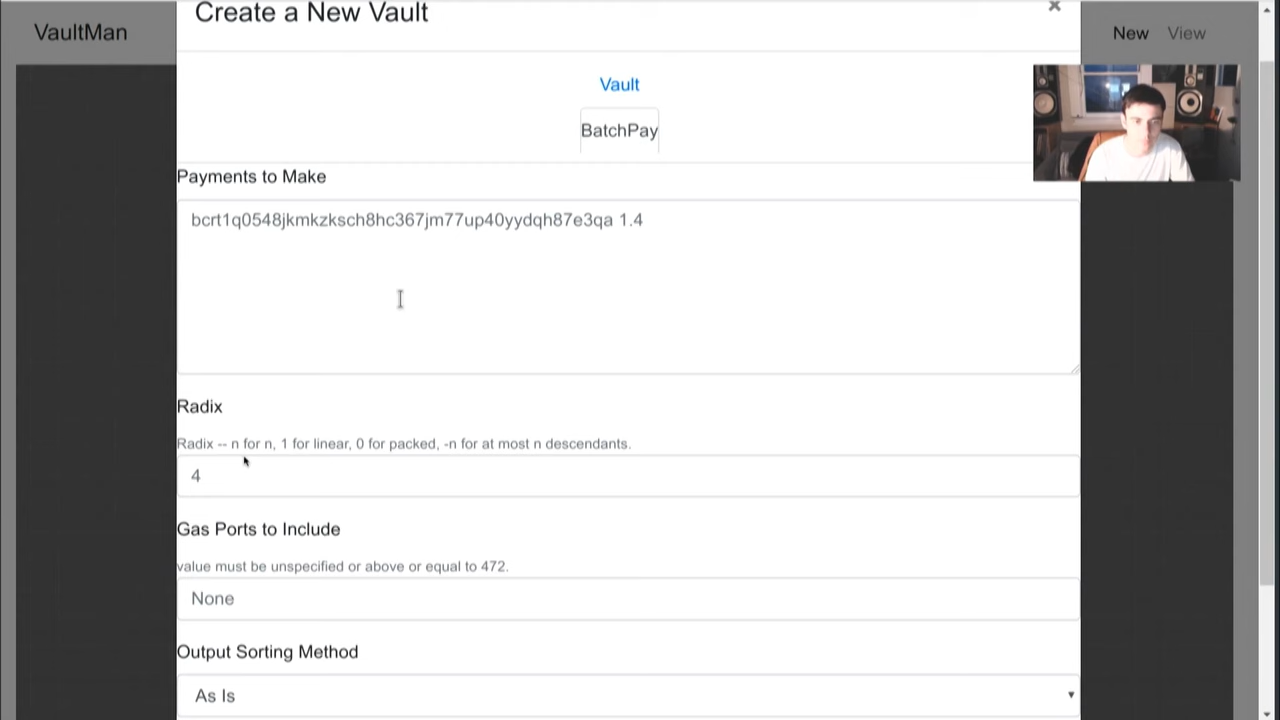 VaultMan
Create a New Vault
×
New
View
Vault
BatchPay
Payments to Make
bcrt1q0548jkmkzksch8hc367jm77up40yydqh87e3qa 1.4
Radix
Radix -- n for n, 1 for linear, 0 for packed, -n for at most n descendants.
4
Gas Ports to Include
value must be unspecified or above or equal to 472.
None
Output Sorting Method
As Is